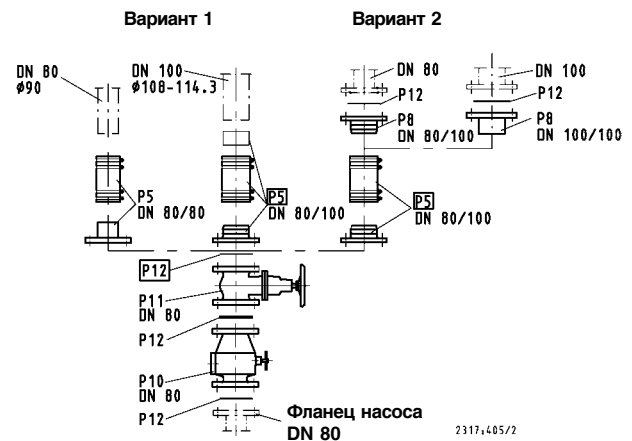 Вариант 1
Вариант 2
DN 80
ø90
DN 100
ø108-114.3
DN 80
P12
P8
DN 80/100
DN 100
P12
P8
DN 100/100
P5
DN 80/80
P5
DN 80/100
P5
DN 80/100
P12
P11
DN 80
P12
P10
DN 80
P12
Фланец насоса
DN 80
2317,405/2